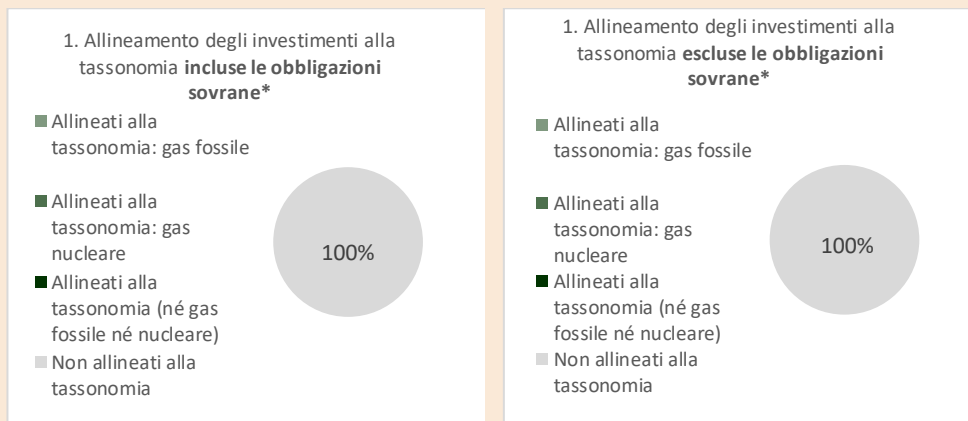 1. Allineamento degli investimenti alla
tassonomia incluse le obbligazioni
sovrane*
Allineati alla
tassonomia: gas fossile
Allineati alla
tassonomia: gas
nucleare
Allineati alla
tassonomia (né gas
fossile né nucleare)
Non allineati alla
tassonomia
100%
1. Allineamento degli investimenti alla
tassonomia escluse le obbligazioni
sovrane*
Allineati alla
tassonomia: gas fossile
Allineati alla
tassonomia: gas
nucleare
Allineati alla
tassonomia (né gas
fossile né nucleare)
Non allineati alla
tassonomia
100%